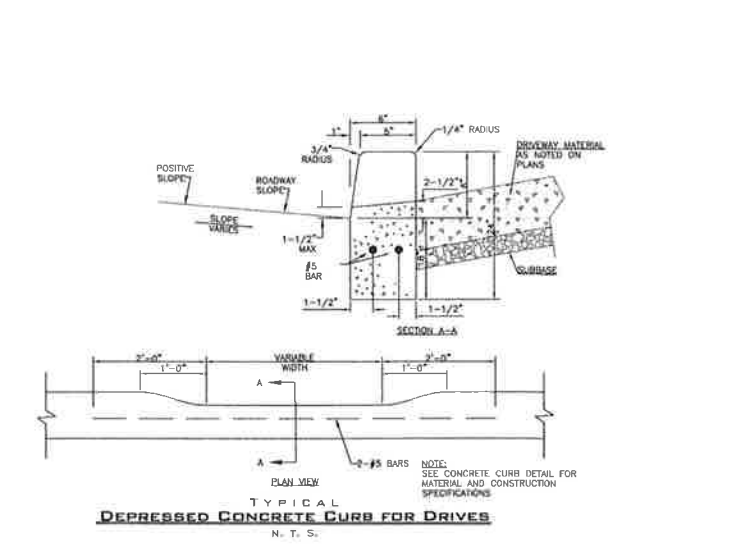 6"
1"
5"
1/4" RADIUS
3/4"
RADIUS
DRIVEWAY MATERIAL
AS NOTED ON
PLANS
POSITIVE
SLOPE
ROADWAY
SLOPE
2-1/2"
SLOPE
VARIES
24"
1-1/2"
MAX
18"
#5
BAR
SUBBASE
1-1/2"
1-1/2"
SECTION A-A
2'-0"
VARIABLE
WIDTH
2'-0"
1'-0"
1'-0"
A
A
2-#5 BARS
PLAN VIEW
NOTE:
SEE CONCRETE CURB DETAIL FOR
MATERIAL AND CONSTRUCTION
SPECIFICATIONS
TYPICAL
DEPRESSED CONCRETE CURB FOR DRIVES
N. T. S.